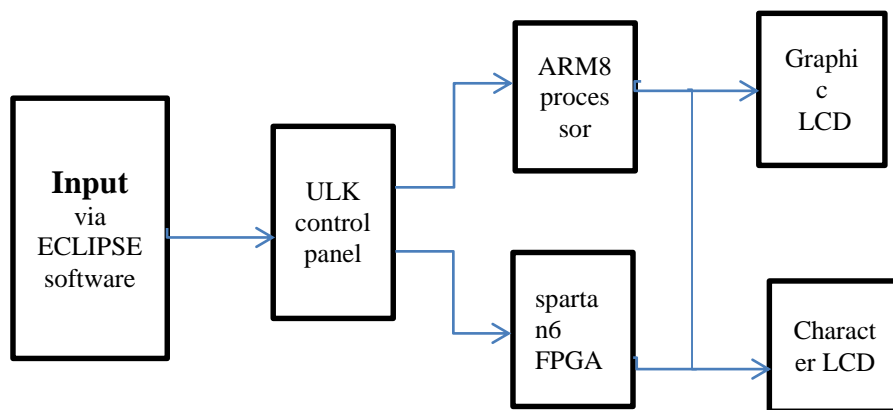 Input
via
ECLIPSE
software
ULK
control
panel
ARM8
proces
sor
Graphi
c
LCD
sparta
n6
FPGA
Charact
er LCD